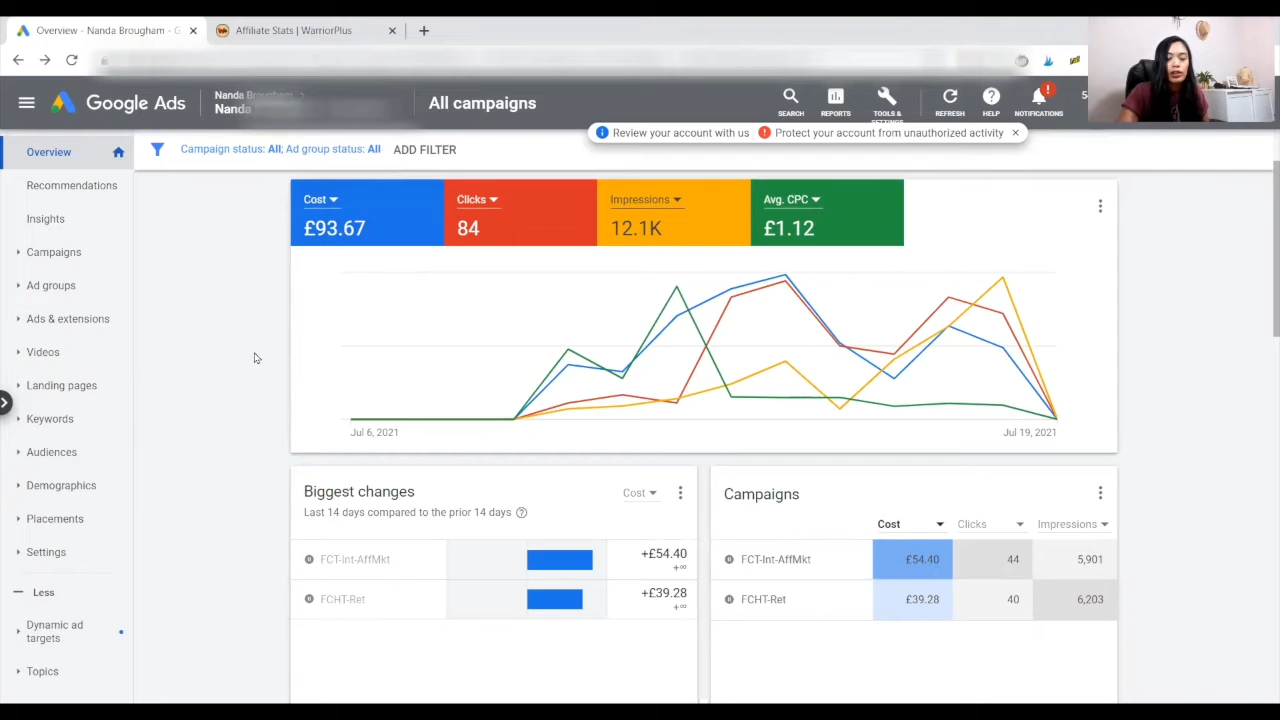 Overview - Nanda Brougham - G
Affiliate Stats | WarriorPlus
Google Ads
Nanda Brougham
Nanda
All campaigns
SEARCH
REPORTS
TOOLS & SETTINGS
REFRESH
HELP
NOTIFICATIONS
Review your account with us
Protect your account from unauthorized activity
Campaign status: All; Ad group status: All
ADD FILTER
Overview
Recommendations
Insights
Campaigns
Ad groups
Ads & extensions
Videos
Landing pages
Keywords
Audiences
Demographics
Placements
Settings
Less
Dynamic ad
targets
Topics
Cost
£93.67
Clicks
84
Impressions
12.1K
Avg. CPC
£1.12
Jul 6, 2021
Jul 19, 2021
Biggest changes
Cost
Last 14 days compared to the prior 14 days
FCT-Int-AffMkt
+£54.40
+∞
FCHT-Ret
+£39.28
+∞
Campaigns
Cost Clicks Impressions
FCT-Int-AffMkt £54.40 44 5,901
FCHT-Ret £39.28 40 6,203